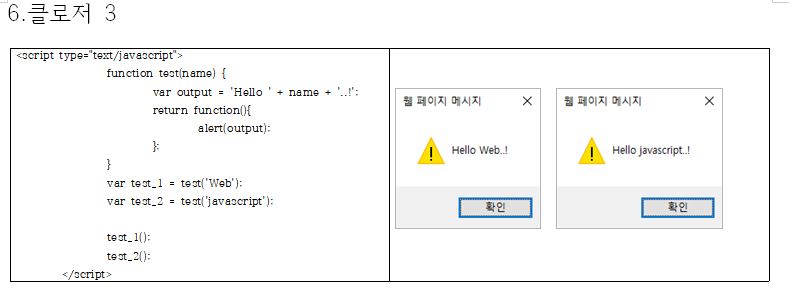 6.클로저 3
<script type="text/javascript">
function test(name) {
var output = 'Hello ' + name + '..!';
return function(){
alert(output);
};
}
var test_1 = test('Web');
var test_2 = test('javascript');
test_1();
test_2();
</script>
웹 페이지 메시지
Hello Web..!
확인
웹 페이지 메시지
Hello javascript..!
확인